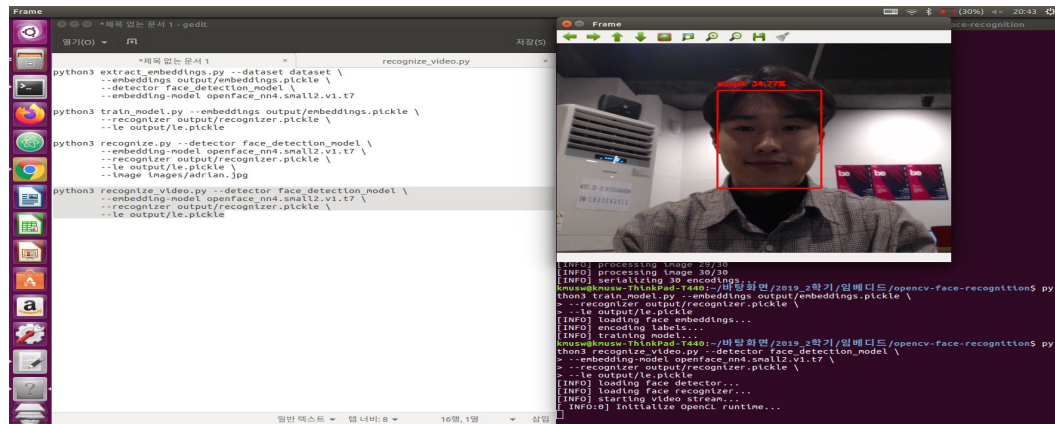 Frame
(30%)
20:43
*제목 없는 문서 1 - gedit
열기(O)
저장(S)
*제목 없는 문서 1
recognize_video.py
python3 extract_embeddings.py --dataset dataset \
--embeddings output/embeddings.pickle \
--detector face_detection_model \
--embedding-model openface_nn4.small2.v1.t7
python3 train_model.py --embeddings output/embeddings.pickle \
--recognizer output/recognizer.pickle \
--le output/le.pickle
python3 recognize.py --detector face_detection_model \
--embedding-model openface_nn4.small2.v1.t7 \
--recognizer output/recognizer.pickle \
--le output/le.pickle \
--image images/adrian.jpg
python3 recognize_video.py --detector face_detection_model \
--embedding-model openface_nn4.small2.v1.t7 \
--recognizer output/recognizer.pickle \
--le output/le.pickle
일반 텍스트
탭 너비: 8
16행, 1열
삽입
Frame
ace-recognition
34.77%
be
be
be
[INFO] processing image 29/30
[INFO] processing image 30/30
[INFO] serializing 30 encodings...
kmusw@kmusw-ThinkPad-T440:~/바탕화면/2019_2학기/임베디드/opencv-face-recognition$ py
thon3 train_model.py --embeddings output/embeddings.pickle \
> --recognizer output/recognizer.pickle \
> --le output/le.pickle
[INFO] loading face embeddings...
[INFO] encoding labels...
[INFO] training model...
kmusw@kmusw-ThinkPad-T440:~/바탕화면/2019_2학기/임베디드/opencv-face-recognition$ py
thon3 recognize_video.py --detector face_detection_model \
> --embedding-model openface_nn4.small2.v1.t7 \
> --recognizer output/recognizer.pickle \
> --le output/le.pickle
[INFO] loading face detector...
[INFO] loading face recognizer...
[INFO] starting video stream...
[ INFO:0] Initialize OpenCL runtime...